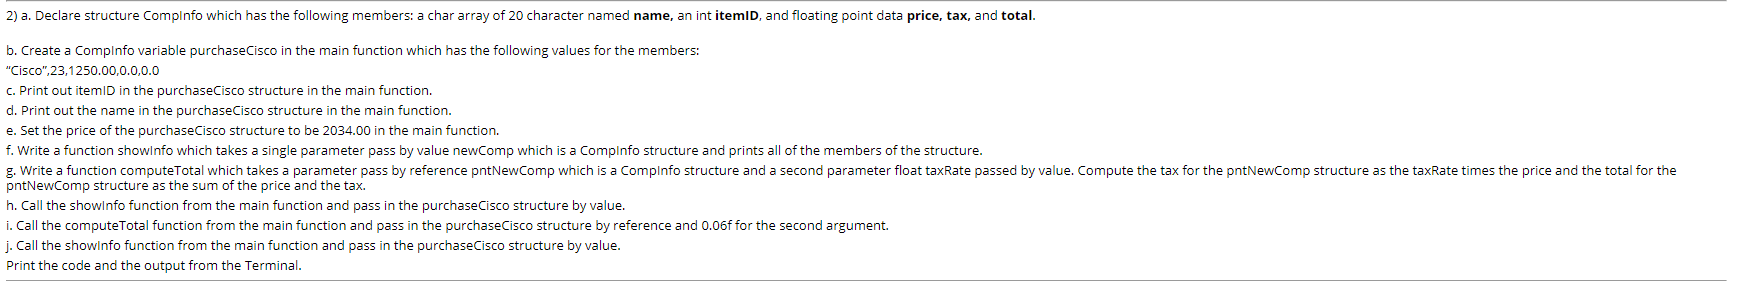 2) a. Declare structure CompInfo which has the following members: a char array of 20 character named name, an int itemID, and floating point data price, tax, and total.
b. Create a CompInfo variable purchaseCisco in the main function which has the following values for the members:
“Cisco”,23,1250.00,0.0,0.0
c. Print out itemID in the purchaseCisco structure in the main function.
d. Print out the name in the purchaseCisco structure in the main function.
e. Set the price of the purchaseCisco structure to be 2034.00 in the main function.
f. Write a function showInfo which takes a single parameter pass by value newComp which is a CompInfo structure and prints all of the members of the structure.
g. Write a function computeTotal which takes a parameter pass by reference pntNewComp which is a CompInfo structure and a second parameter float taxRate passed by value. Compute the tax for the pntNewComp structure as the taxRate times the price and the total for the
pntNewComp structure as the sum of the price and the tax.
h. Call the showInfo function from the main function and pass in the purchaseCisco structure by value.
i. Call the computeTotal function from the main function and pass in the purchaseCisco structure by reference and 0.06f for the second argument.
j. Call the showInfo function from the main function and pass in the purchaseCisco structure by value.
Print the code and the output from the Terminal.